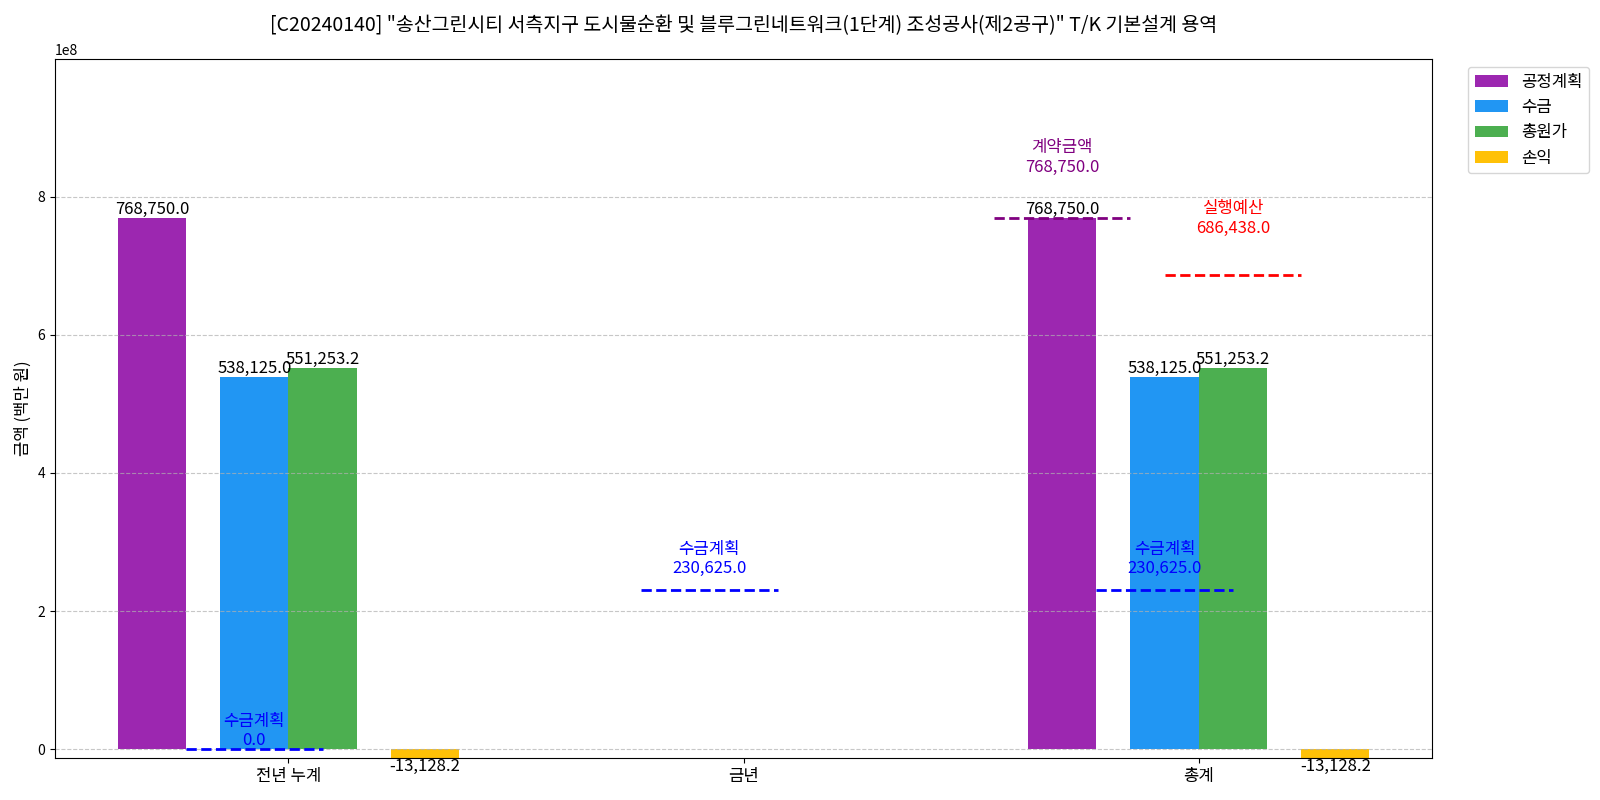 [C20240140] "송산그린시티 서측지구 도시물순환 및 블루그린네트워크(1단계) 조성공사(제2공구)" T/K 기본설계 용역
1e8
공정계획
수금
총원가
손익
계약금액
768,750.0
8
768,750.0
768,750.0
실행예산
686,438.0
6
538,125.0
551,253.2
538,125.0
551,253.2
금액 (백만 원)
4
수금계획
230,625.0
수금계획
230,625.0
2
수금계획
0.0
0
-13,128.2
-13,128.2
전년 누계
금년
총계